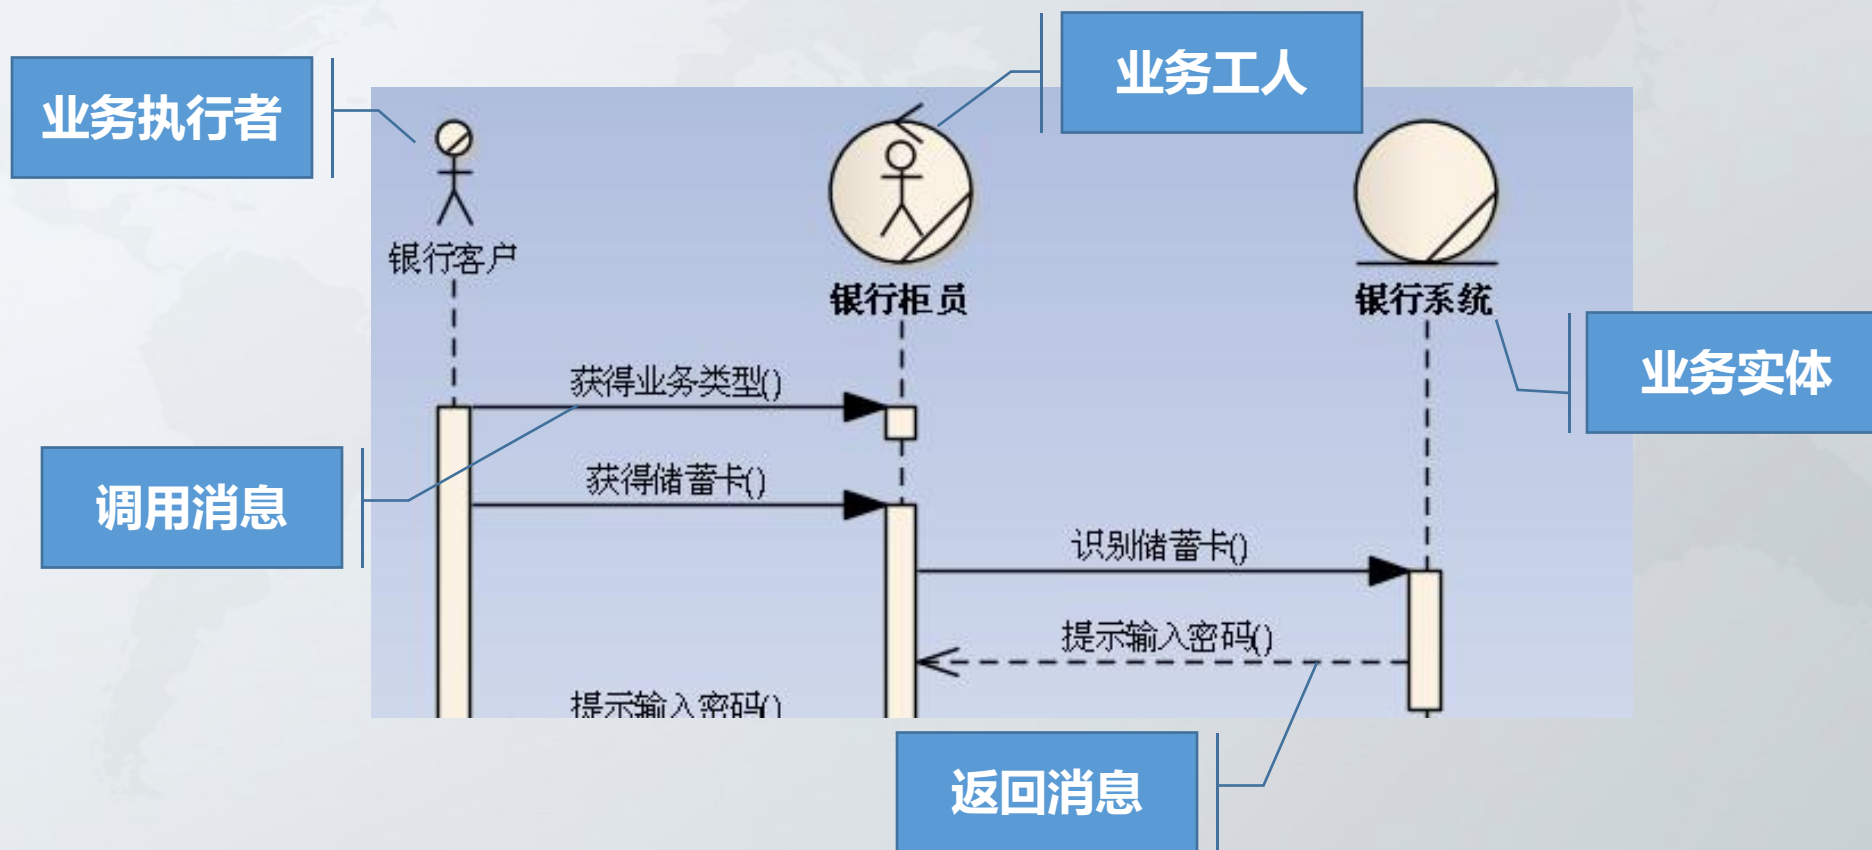 业务工人
业务执行者
银行客户
银行柜员
银行系统
业务实体
获得业务类型()
调用消息
获得储蓄卡()
识别储蓄卡()
提示输入密码()
提示输入密码()
返回消息